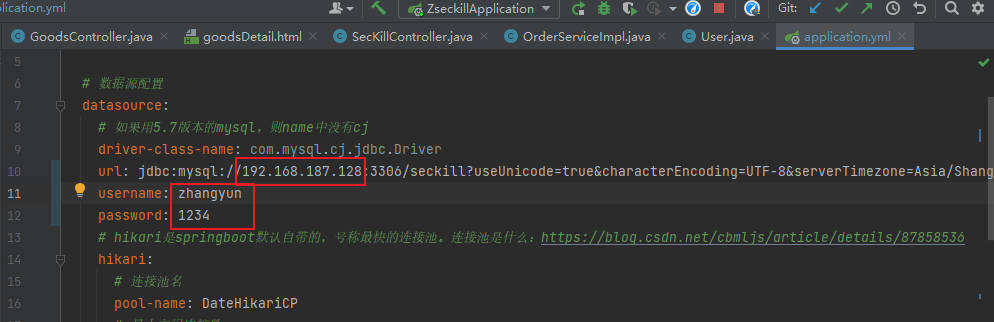 plication.yml
ZseckillApplication
Git:
GoodsController.java
goodsDetail.html
SecKillController.java
OrderServiceImpl.java
User.java
application.yml
5
6 # 数据源配置
7 datasource:
8 # 如果用5.7版本的mysql，则name中没有cj
9 driver-class-name: com.mysql.cj.jdbc.Driver
10 url: jdbc:mysql://192.168.187.128:3306/seckill?useUnicode=true&characterEncoding=UTF-8&serverTimezone=Asia/Shang
11 username: zhangyun
12 password: 1234
13 # hikari是springboot默认自带的，号称最快的连接池。连接池是什么：https://blog.csdn.net/cbmljs/article/details/87858536
14 hikari:
15 # 连接池名
16 pool-name: DateHikariCP